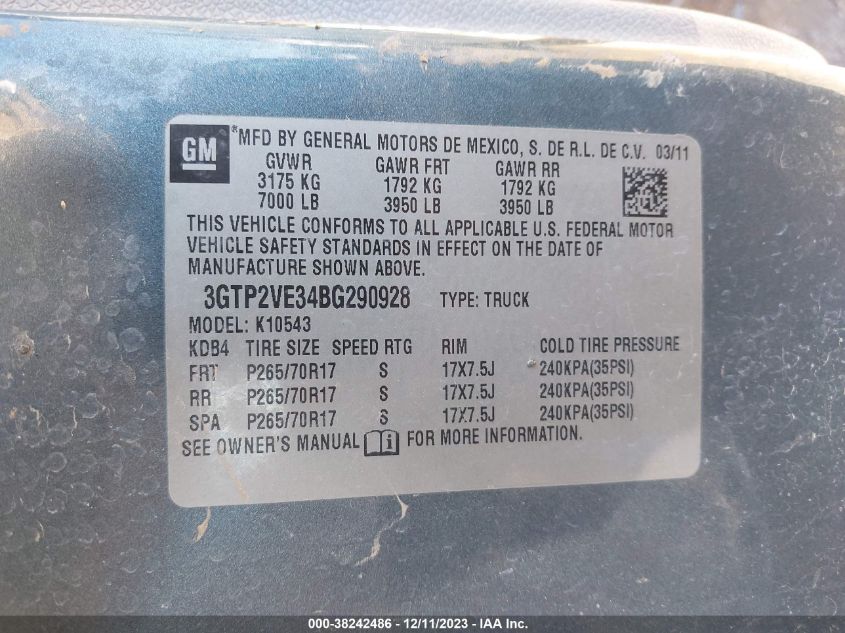 GM
*MFD BY GENERAL MOTORS DE MEXICO, S. DE R.L. DE C.V. 03/11
GVWR GAWR FRT GAWR RR
3175 KG 1792 KG 1792 KG
7000 LB 3950 LB 3950 LB
THIS VEHICLE CONFORMS TO ALL APPLICABLE U.S. FEDERAL MOTOR
VEHICLE SAFETY STANDARDS IN EFFECT ON THE DATE OF
MANUFACTURE SHOWN ABOVE.
3GTP2VE34BG290928 TYPE: TRUCK
MODEL: K10543
KDB4 TIRE SIZE SPEED RTG RIM COLD TIRE PRESSURE
FRT P265/70R17 S 17X7.5J 240KPA(35PSI)
RR P265/70R17 S 17X7.5J 240KPA(35PSI)
SPA P265/70R17 S 17X7.5J 240KPA(35PSI)
SEE OWNER'S MANUAL FOR MORE INFORMATION.
000-38242486 - 12/11/2023 - IAA Inc.